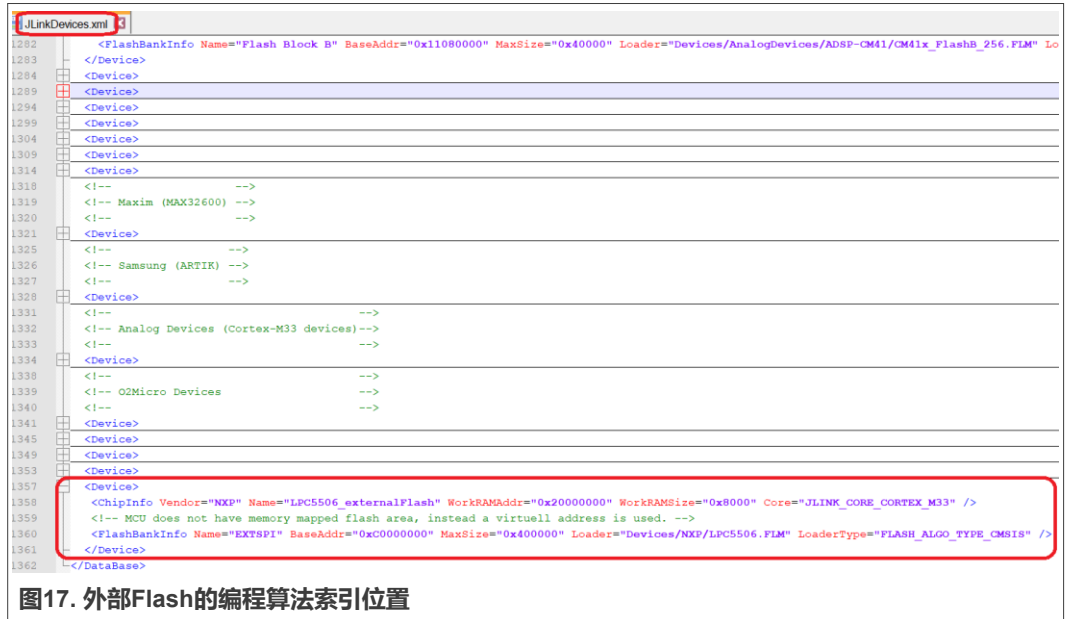 JLinkDevices.xml
1282 <FlashBankInfo Name="Flash Block B" BaseAddr="0x11080000" MaxSize="0x40000" Loader="Devices/AnalogDevices/ADSP-CM41/CM41x_FlashB_256.FLM" Lo
1283 </Device>
1284 <Device>
1289 <Device>
1294 <Device>
1299 <Device>
1304 <Device>
1309 <Device>
1314 <Device>
1318 <!-- -->
1319 <!-- Maxim (MAX32600) -->
1320 <!-- -->
1321 <Device>
1325 <!-- -->
1326 <!-- Samsung (ARTIK) -->
1327 <!-- -->
1328 <Device>
1331 <!-- -->
1332 <!-- Analog Devices (Cortex-M33 devices)-->
1333 <!-- -->
1334 <Device>
1338 <!-- -->
1339 <!-- O2Micro Devices -->
1340 <!-- -->
1341 <Device>
1345 <Device>
1349 <Device>
1353 <Device>
1357 <Device>
1358 <ChipInfo Vendor="NXP" Name="LPC5506_externalFlash" WorkRAMAddr="0x20000000" WorkRAMSize="0x8000" Core="JLINK_CORE_CORTEX_M33" />
1359 <!-- MCU does not have memory mapped flash area, instead a virtuell address is used. -->
1360 <FlashBankInfo Name="EXTSPI" BaseAddr="0xC0000000" MaxSize="0x400000" Loader="Devices/NXP/LPC5506.FLM" LoaderType="FLASH_ALGO_TYPE_CMSIS" />
1361 </Device>
1362 </DataBase>
图17. 外部Flash的编程算法索引位置